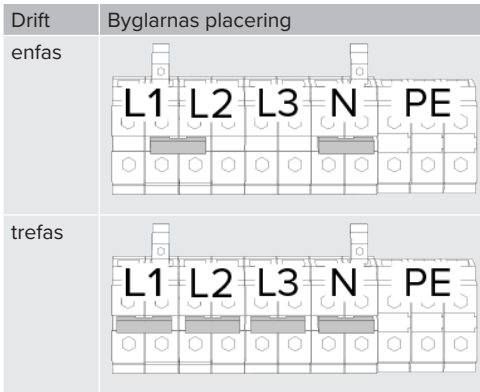 Drift Byglarnas placering
enfas
L1 L2 L3 N PE
trefas
L1 L2 L3 N PE